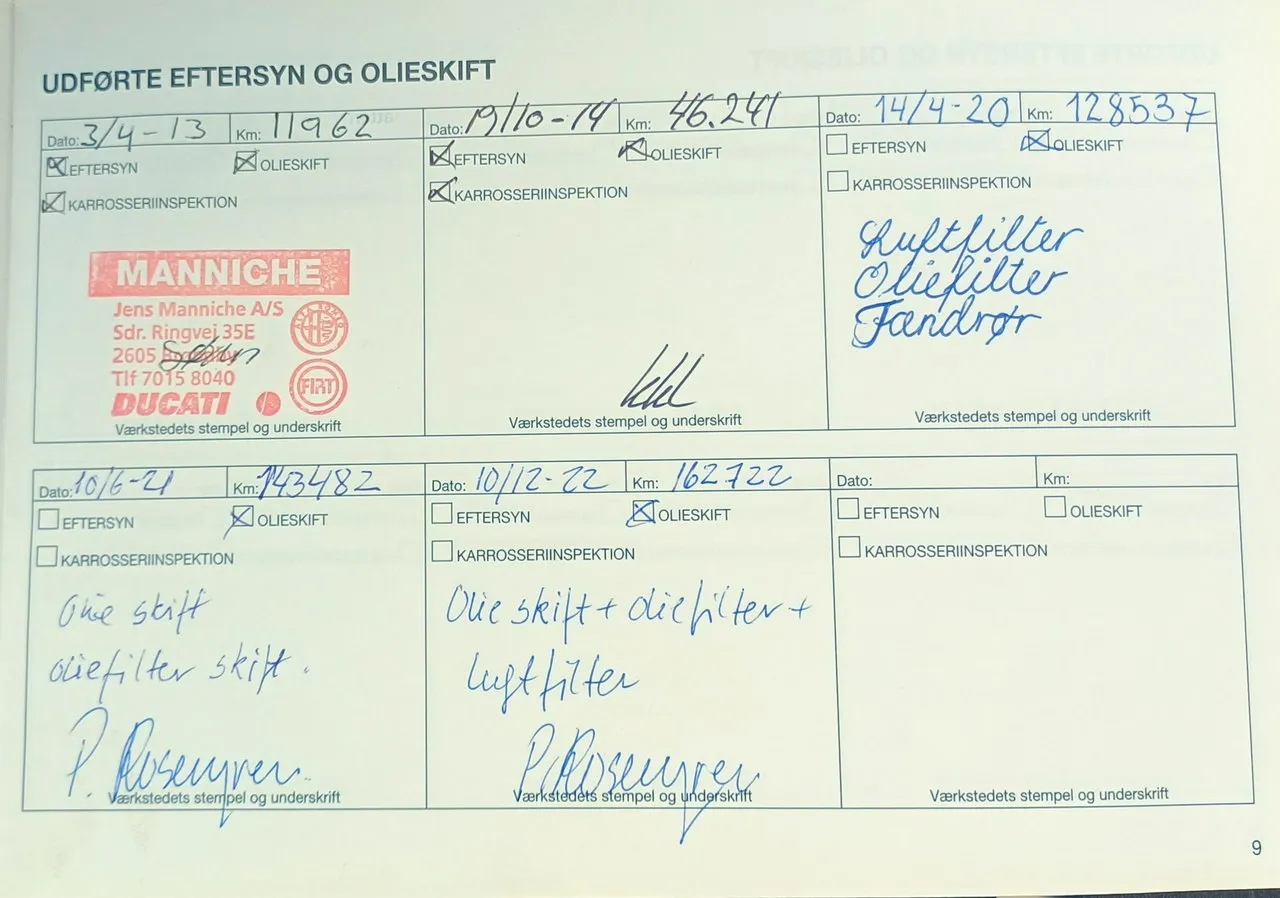 UDFØRTE EFTERSYN OG OLIESKIFT
Dato: 3/4-13 Km: 11962
EFTERSYN OLIESKIFT
KARROSSERIINSPEKTION
MANNICHE
Jens Manniche A/S
Sdr. Ringvej 35E
2605
Tlf 7015 8040
DUCATI
ALFA ROMEO
FIAT
Værkstedets stempel og underskrift
Dato: 19/10-14 Km: 46.241
EFTERSYN OLIESKIFT
KARROSSERIINSPEKTION
Værkstedets stempel og underskrift
Dato: 14/4-20 Km: 128537
EFTERSYN OLIESKIFT
KARROSSERIINSPEKTION
Luftfilter
Oliefilter
Tændrør
Værkstedets stempel og underskrift
Dato: 10/6-21 Km: 143482
EFTERSYN OLIESKIFT
KARROSSERIINSPEKTION
Olie skift
oliefilter skift.
P. Rosengren
Værkstedets stempel og underskrift
Dato: 10/12-22 Km: 162722
EFTERSYN OLIESKIFT
KARROSSERIINSPEKTION
Olie skift + oliefilter +
luftfilter
P. Rosengren
Værkstedets stempel og underskrift
Dato: Km:
EFTERSYN OLIESKIFT
KARROSSERIINSPEKTION
Værkstedets stempel og underskrift
9